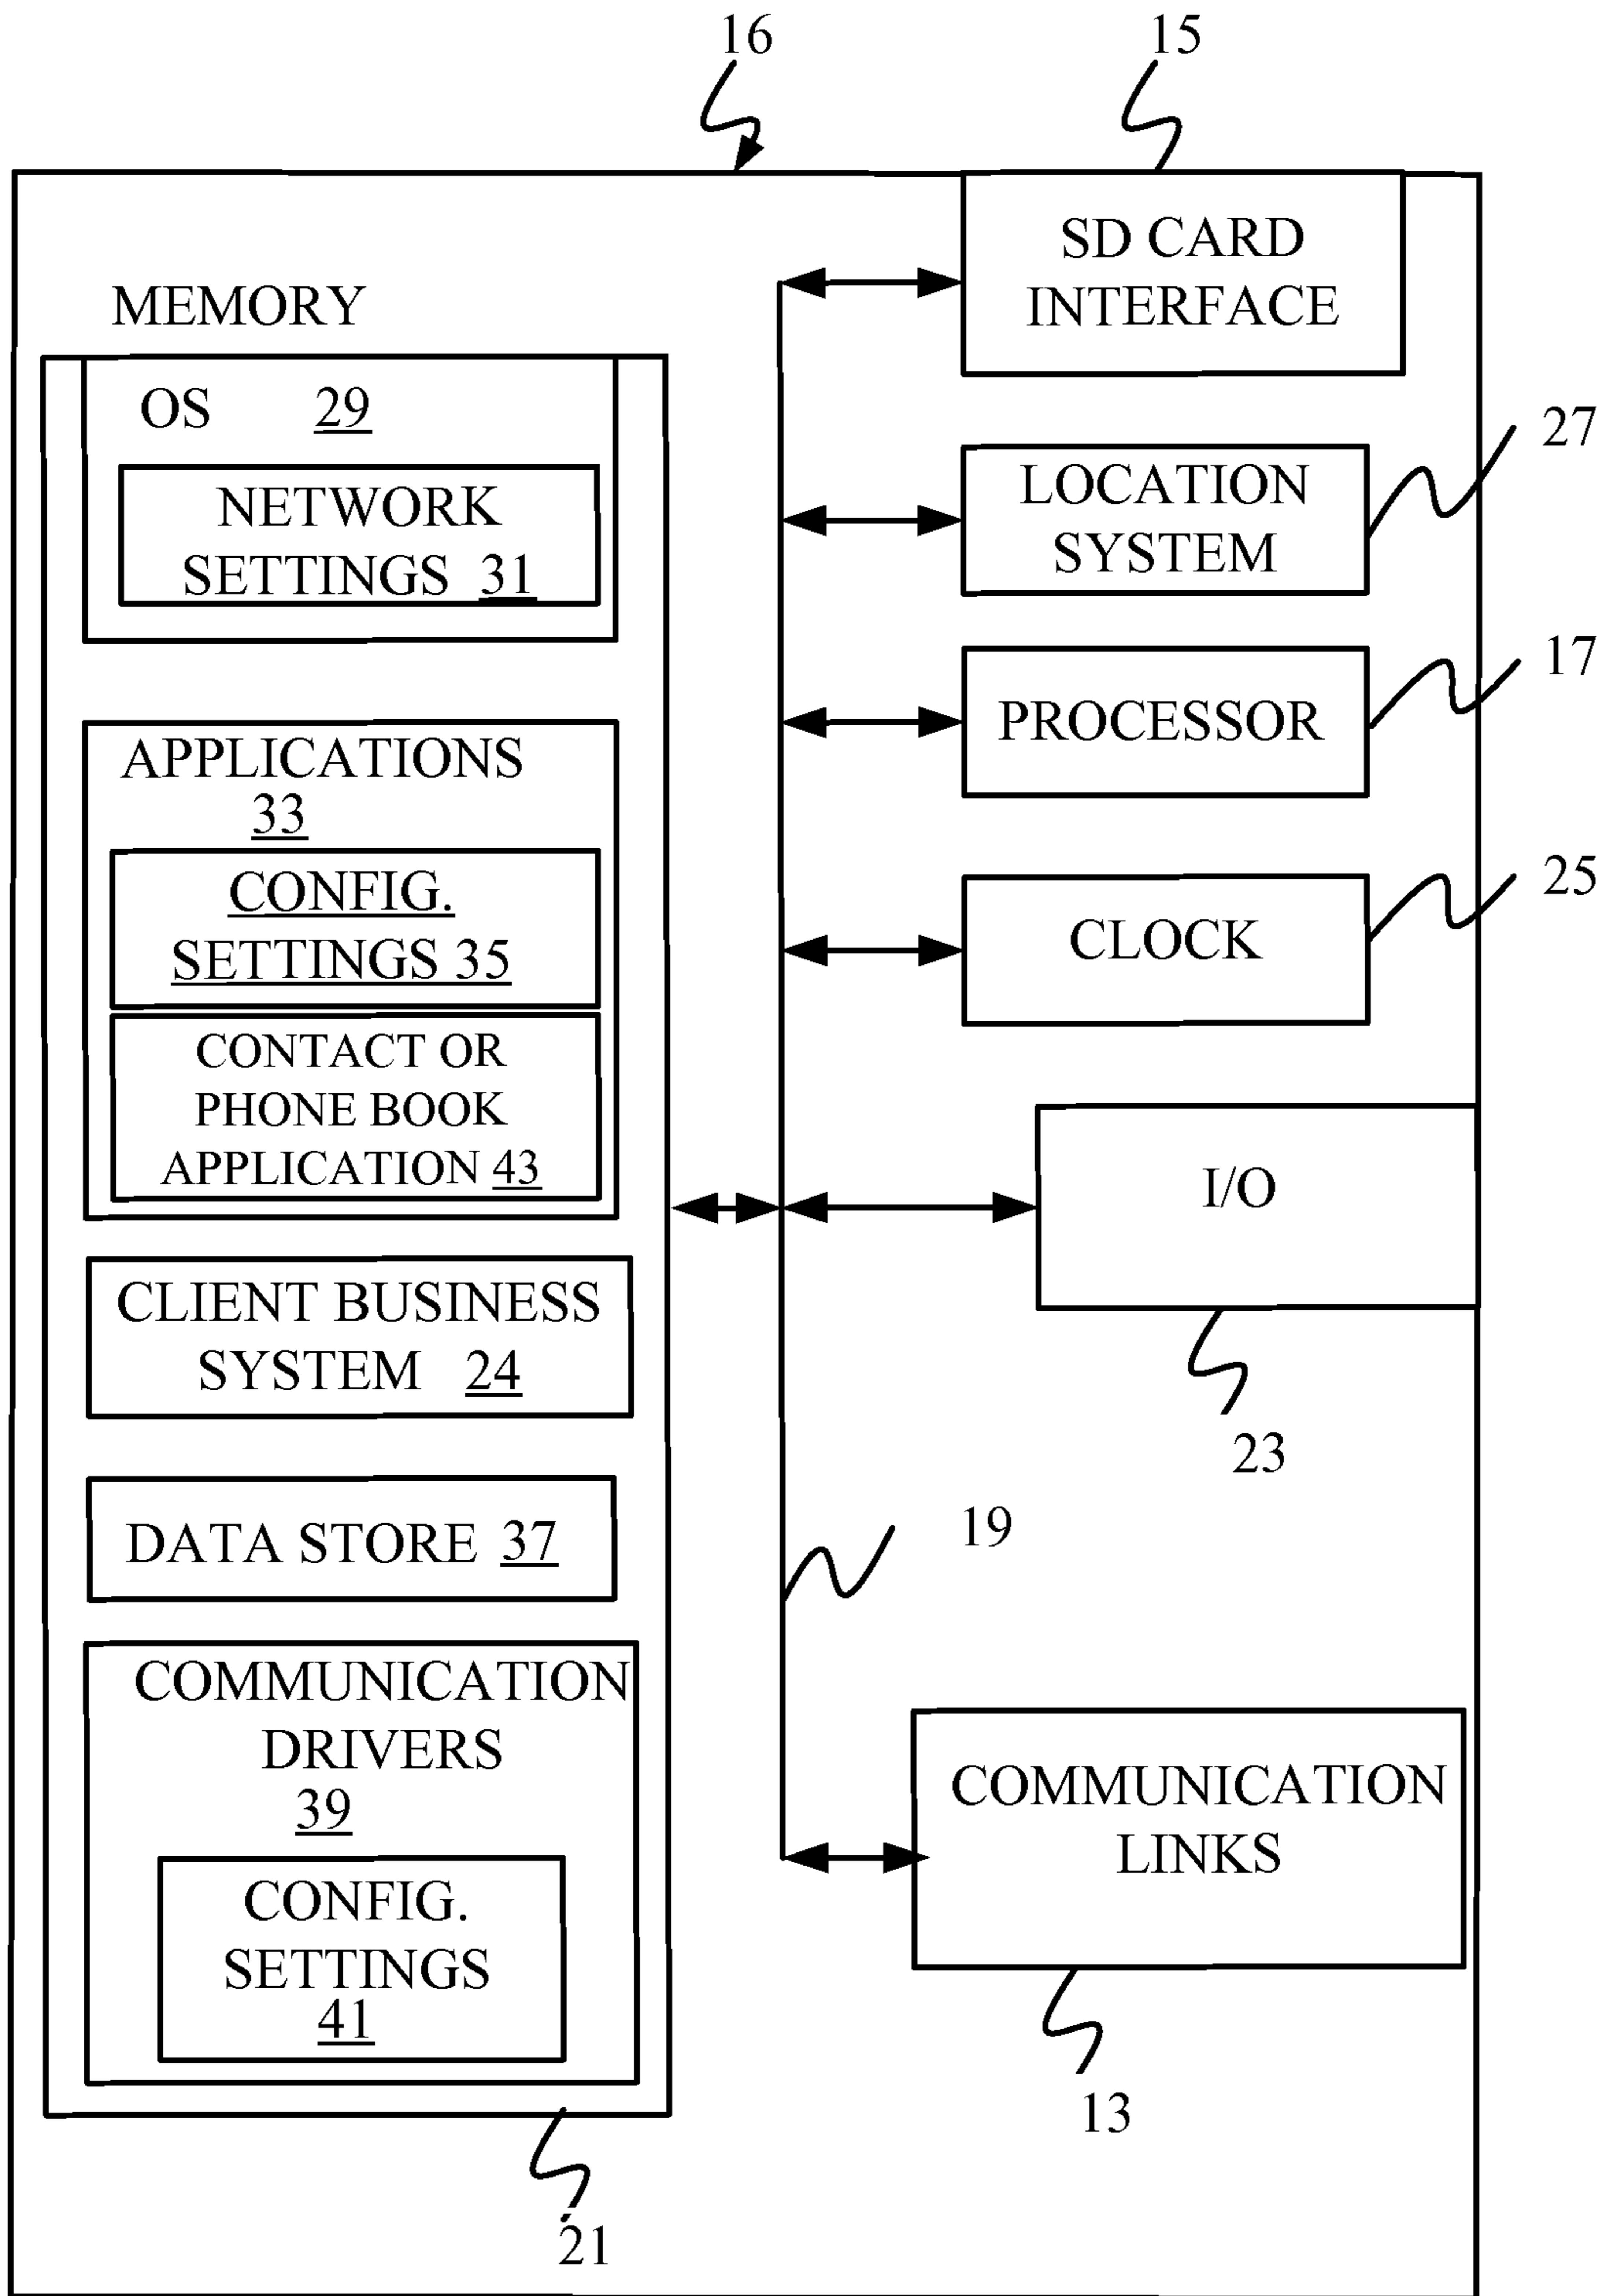 16
15
SD CARD
INTERFACE
MEMORY
OS 29
NETWORK
SETTINGS 31
27
LOCATION
SYSTEM
17
PROCESSOR
APPLICATIONS
33
CONFIG.
SETTINGS 35
CONTACT OR
PHONE BOOK
APPLICATION 43
25
CLOCK
I/O
23
CLIENT BUSINESS
SYSTEM 24
DATA STORE 37
19
COMMUNICATION
DRIVERS
39
CONFIG.
SETTINGS
41
COMMUNICATION
LINKS
13
21